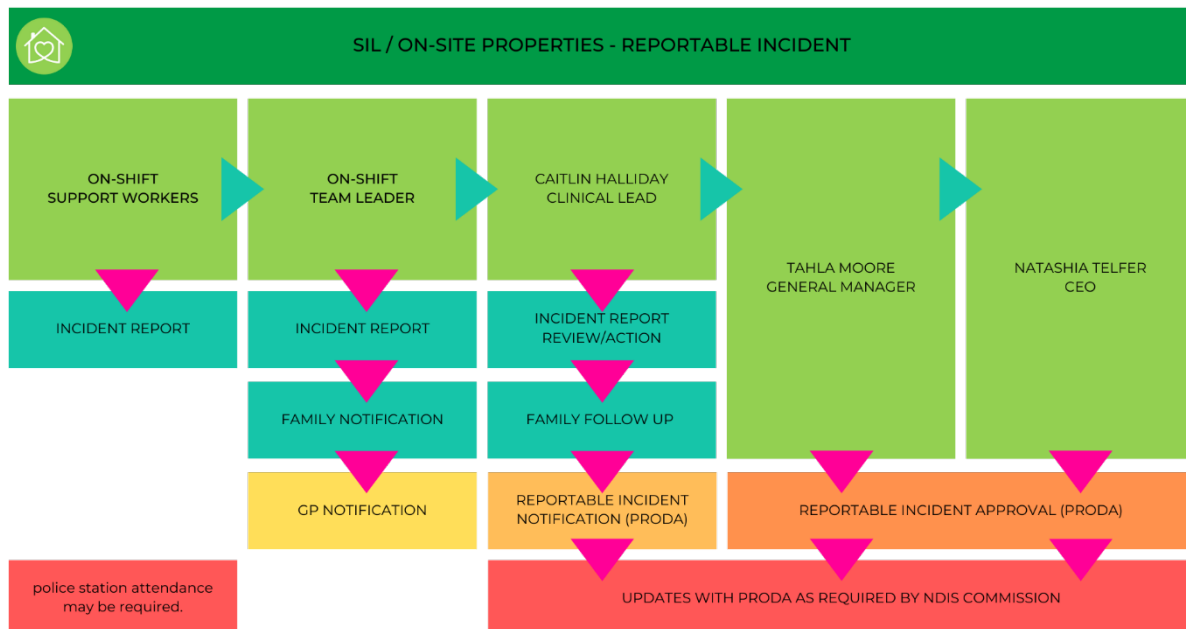 SIL / ON-SITE PROPERTIES - REPORTABLE INCIDENT
ON-SHIFT
SUPPORT WORKERS
ON-SHIFT
TEAM LEADER
CAITLIN HALLIDAY
CLINICAL LEAD
TAHLA MOORE
GENERAL MANAGER
NATASHIA TELFER
CEO
INCIDENT REPORT
INCIDENT REPORT
INCIDENT REPORT
REVIEW/ACTION
FAMILY NOTIFICATION
FAMILY FOLLOW UP
GP NOTIFICATION
REPORTABLE INCIDENT
NOTIFICATION (PRODA)
REPORTABLE INCIDENT APPROVAL (PRODA)
police station attendance
may be required.
UPDATES WITH PRODA AS REQUIRED BY NDIS COMMISSION